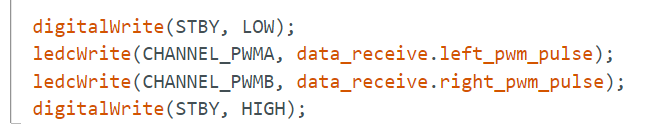 digitalWrite(STBY, LOW);
ledcWrite(CHANNEL_PWMA, data_receive.left_pwm_pulse);
ledcWrite(CHANNEL_PWMB, data_receive.right_pwm_pulse);
digitalWrite(STBY, HIGH);